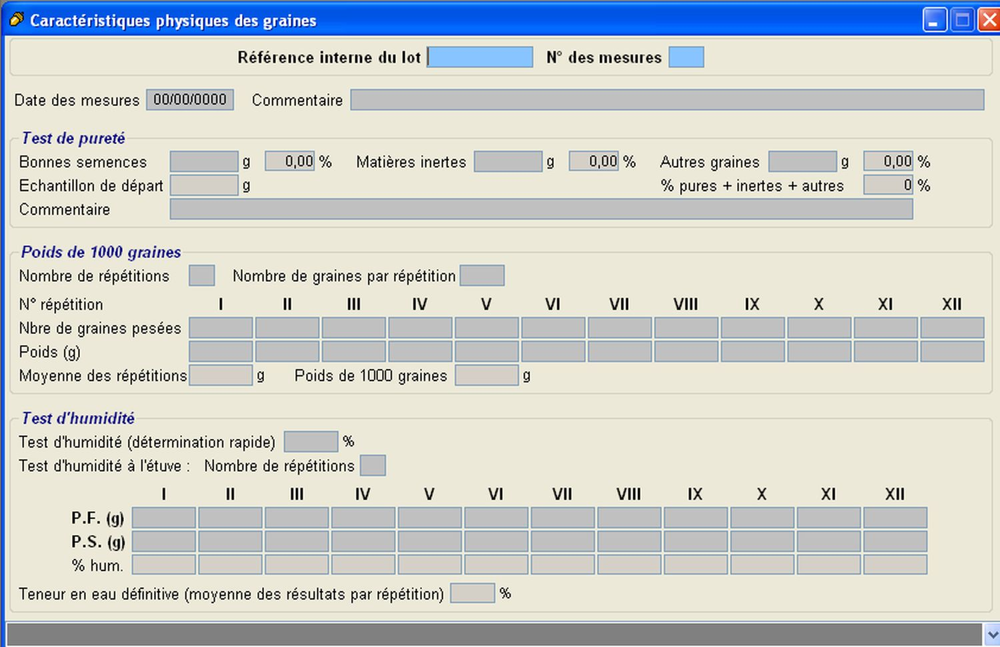 Caractéristiques physiques des graines
Référence interne du lot N° des mesures
Date des mesures 00/00/0000 Commentaire
Test de pureté
Bonnes semences g 0,00 % Matières inertes g 0,00 % Autres graines g 0,00 %
Echantillon de départ g % pures + inertes + autres 0 %
Commentaire
Poids de 1000 graines
Nombre de répétitions Nombre de graines par répétition
N° répétition I II III IV V VI VII VIII IX X XI XII
Nbre de graines pesées
Poids (g)
Moyenne des répétitions g Poids de 1000 graines g
Test d'humidité
Test d'humidité (détermination rapide) %
Test d'humidité à l'étuve : Nombre de répétitions
I II III IV V VI VII VIII IX X XI XII
P.F. (g)
P.S. (g)
% hum.
Teneur en eau définitive (moyenne des résultats par répétition) %